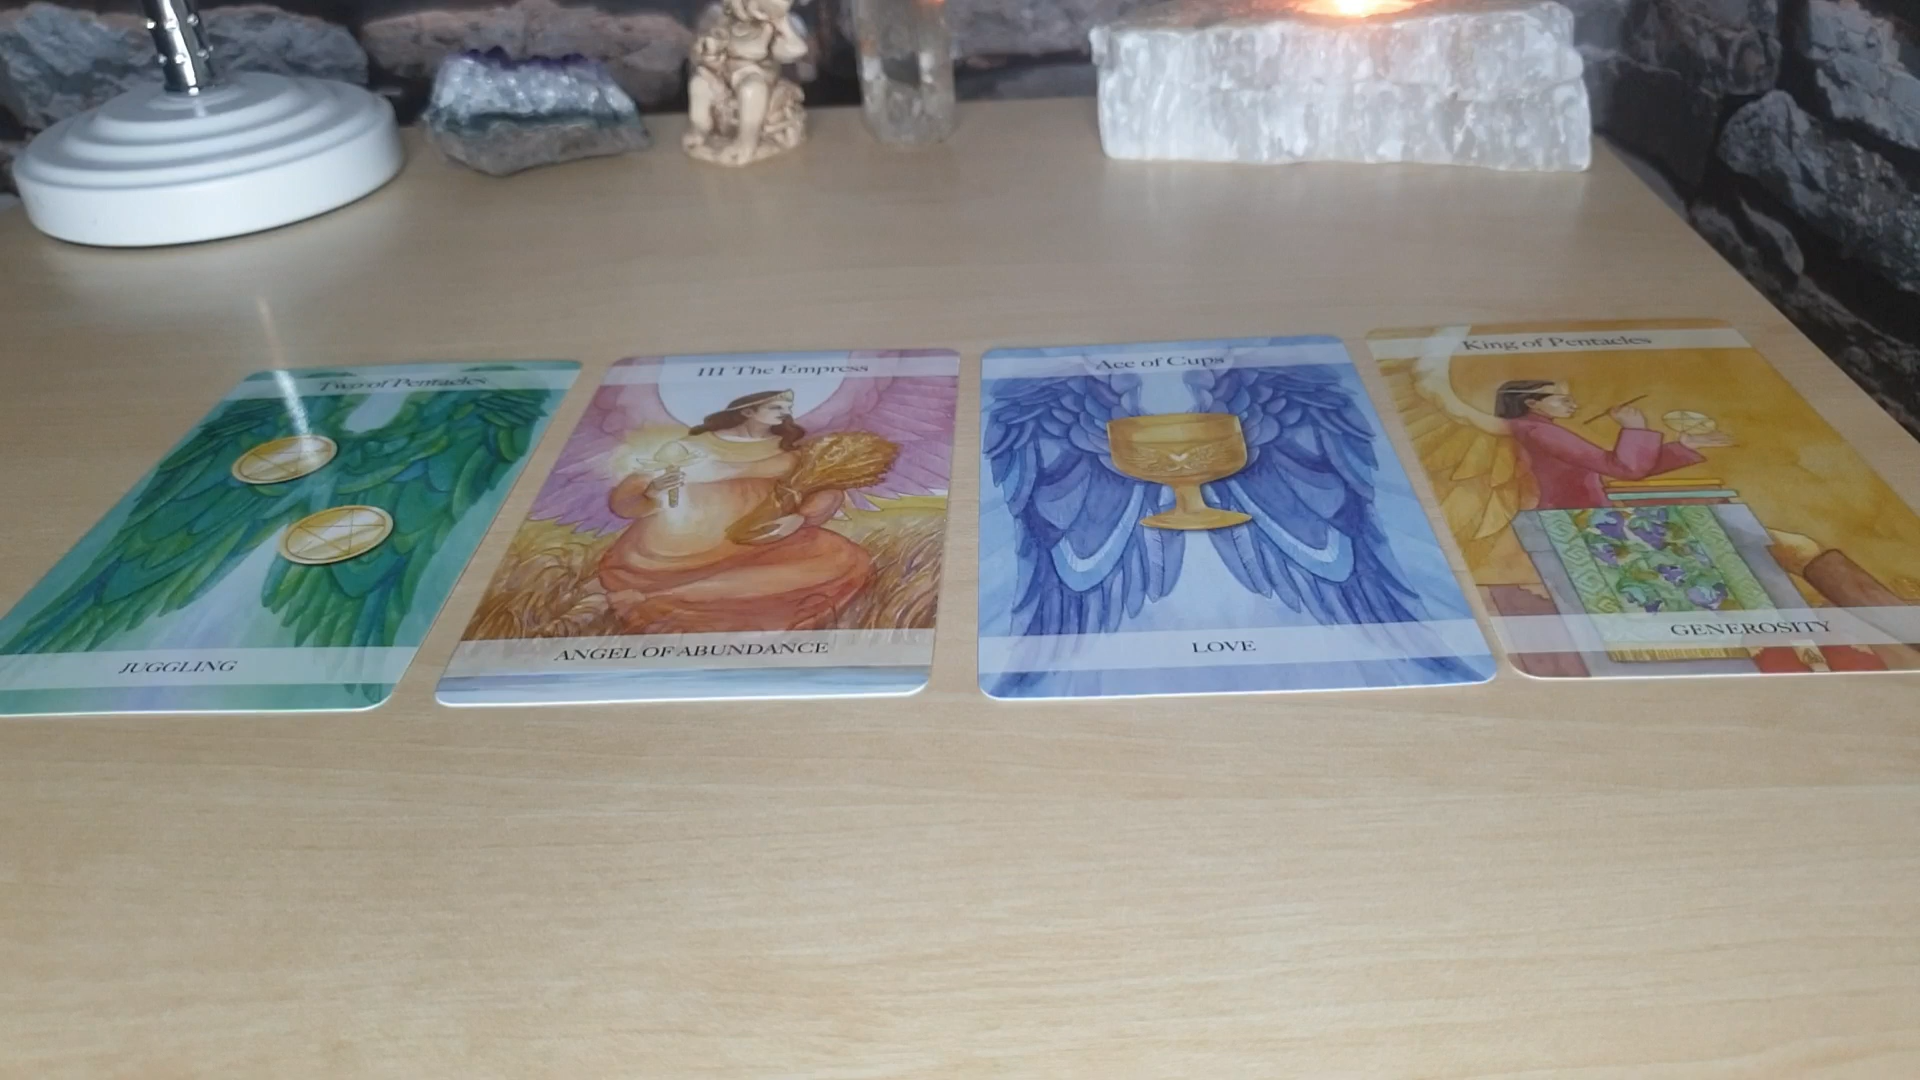 Two of Pentacles
JUGGLING
III The Empress
ANGEL OF ABUNDANCE
Ace of Cups
LOVE
King of Pentacles
GENEROSITY